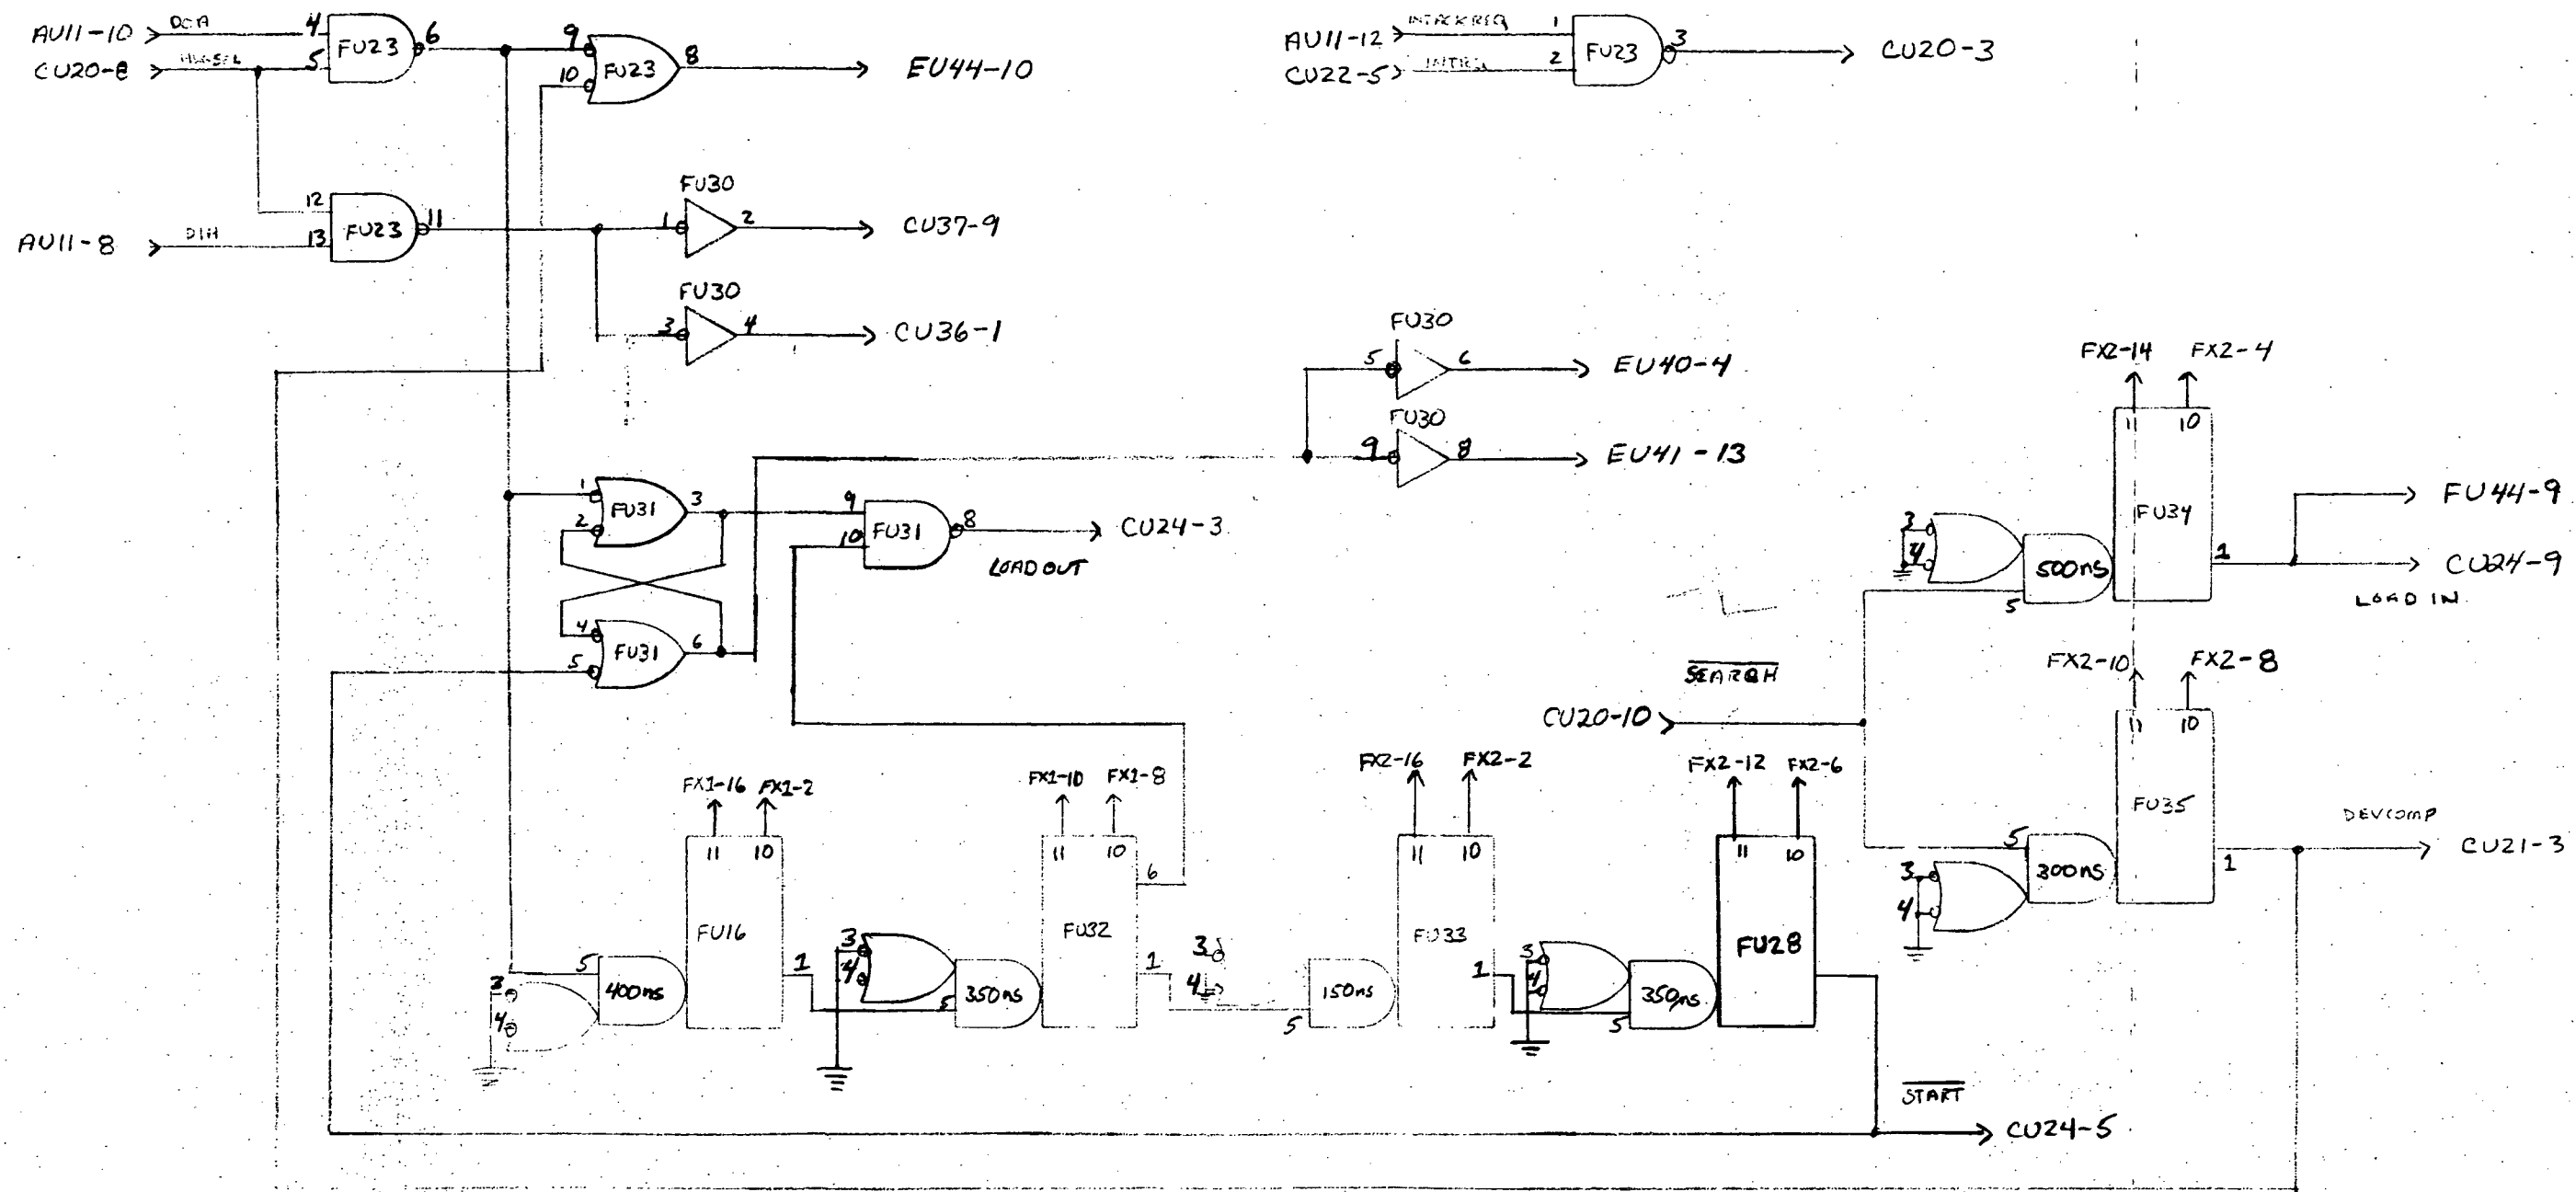 AU11-10 DOA 4 FU23 6
CU20-8 5
9 10 FU23 8 EU44-10
AU11-12 INTACKREQ 1 FU23 3 CU20-3
CU22-5 INTREQ 2
12 FU23 11
AU11-8 DIA 13
FU30
1 2 CU37-9
FU30
3 4 CU36-1
FU30
5 6 EU40-4
FU30
9 8 EU41-13
FX2-14 FX2-4
11 10
FU34
1 FU44-9
CU24-9
LOAD IN
3
4
500ns
5
1 FU31 3
2
9 FU31 8 CU24-3
10
LOAD OUT
4 FU31 6
5
SEARCH
CU20-10
FX2-10 FX2-8
11 10
FU35
DEVCOMP
1 CU21-3
5
300ns
3
4
FX1-16 FX1-2
11 10
FU16
1
5
400ns
3
4
FX1-10 FX1-8
11 10
6
FU32
1
3
4
350ns
5
FX2-16 FX2-2
11 10
FU33
1
3
4
150ns
5
FX2-12 FX2-6
11 10
FU28
3
4
350ns
5
START
CU24-5